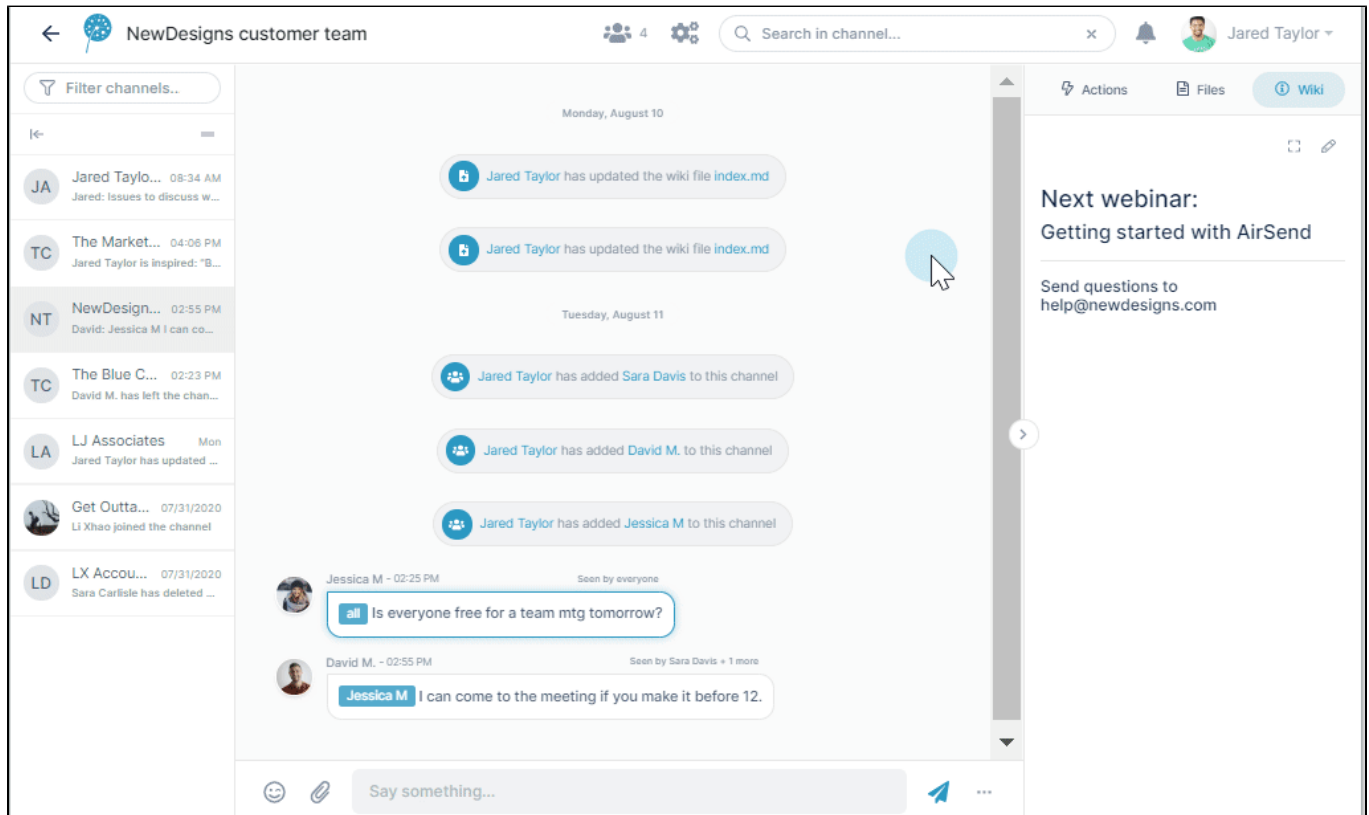 NewDesigns customer team
4
Search in channel...
Jared Taylor
Filter channels..
JA
Jared Taylo... 08:34 AM
Jared: Issues to discuss w...
TC
The Market... 04:06 PM
Jared Taylor is inspired: "B...
NT
NewDesign... 02:55 PM
David: Jessica M I can co...
TC
The Blue C... 02:23 PM
David M. has left the chan...
LA
LJ Associates Mon
Jared Taylor has updated ...
Get Outta... 07/31/2020
Li Xhao joined the channel
LD
LX Accou... 07/31/2020
Sara Carlisle has deleted ...
Monday, August 10
Jared Taylor has updated the wiki file index.md
Jared Taylor has updated the wiki file index.md
Tuesday, August 11
Jared Taylor has added Sara Davis to this channel
Jared Taylor has added David M. to this channel
Jared Taylor has added Jessica M to this channel
Jessica M - 02:25 PM Seen by everyone
all Is everyone free for a team mtg tomorrow?
David M. - 02:55 PM Seen by Sara Davis + 1 more
Jessica M I can come to the meeting if you make it before 12.
Say something...
Actions Files Wiki
Next webinar:
Getting started with AirSend
Send questions to
help@newdesigns.com